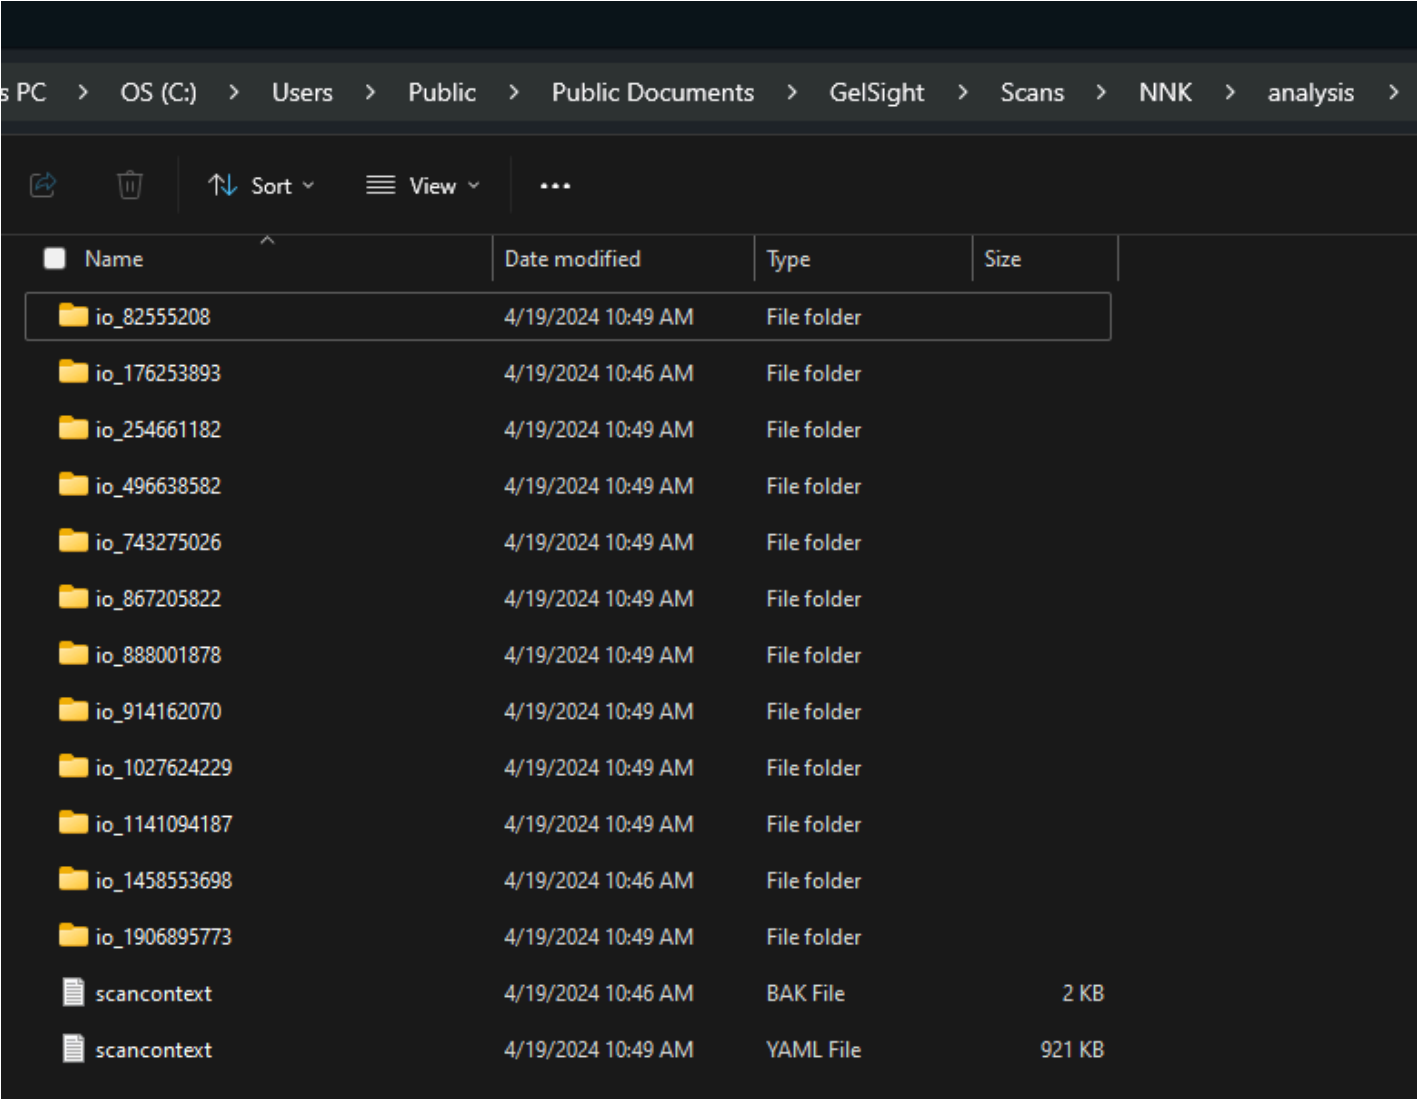 s PC > OS (C:) > Users > Public > Public Documents > GelSight > Scans > NNK > analysis >
Sort View ...
Name Date modified Type Size
io_82555208 4/19/2024 10:49 AM File folder
io_176253893 4/19/2024 10:46 AM File folder
io_254661182 4/19/2024 10:49 AM File folder
io_496638582 4/19/2024 10:49 AM File folder
io_743275026 4/19/2024 10:49 AM File folder
io_867205822 4/19/2024 10:49 AM File folder
io_888001878 4/19/2024 10:49 AM File folder
io_914162070 4/19/2024 10:49 AM File folder
io_1027624229 4/19/2024 10:49 AM File folder
io_1141094187 4/19/2024 10:49 AM File folder
io_1458553698 4/19/2024 10:46 AM File folder
io_1906895773 4/19/2024 10:49 AM File folder
scancontext 4/19/2024 10:46 AM BAK File 2 KB
scancontext 4/19/2024 10:49 AM YAML File 921 KB